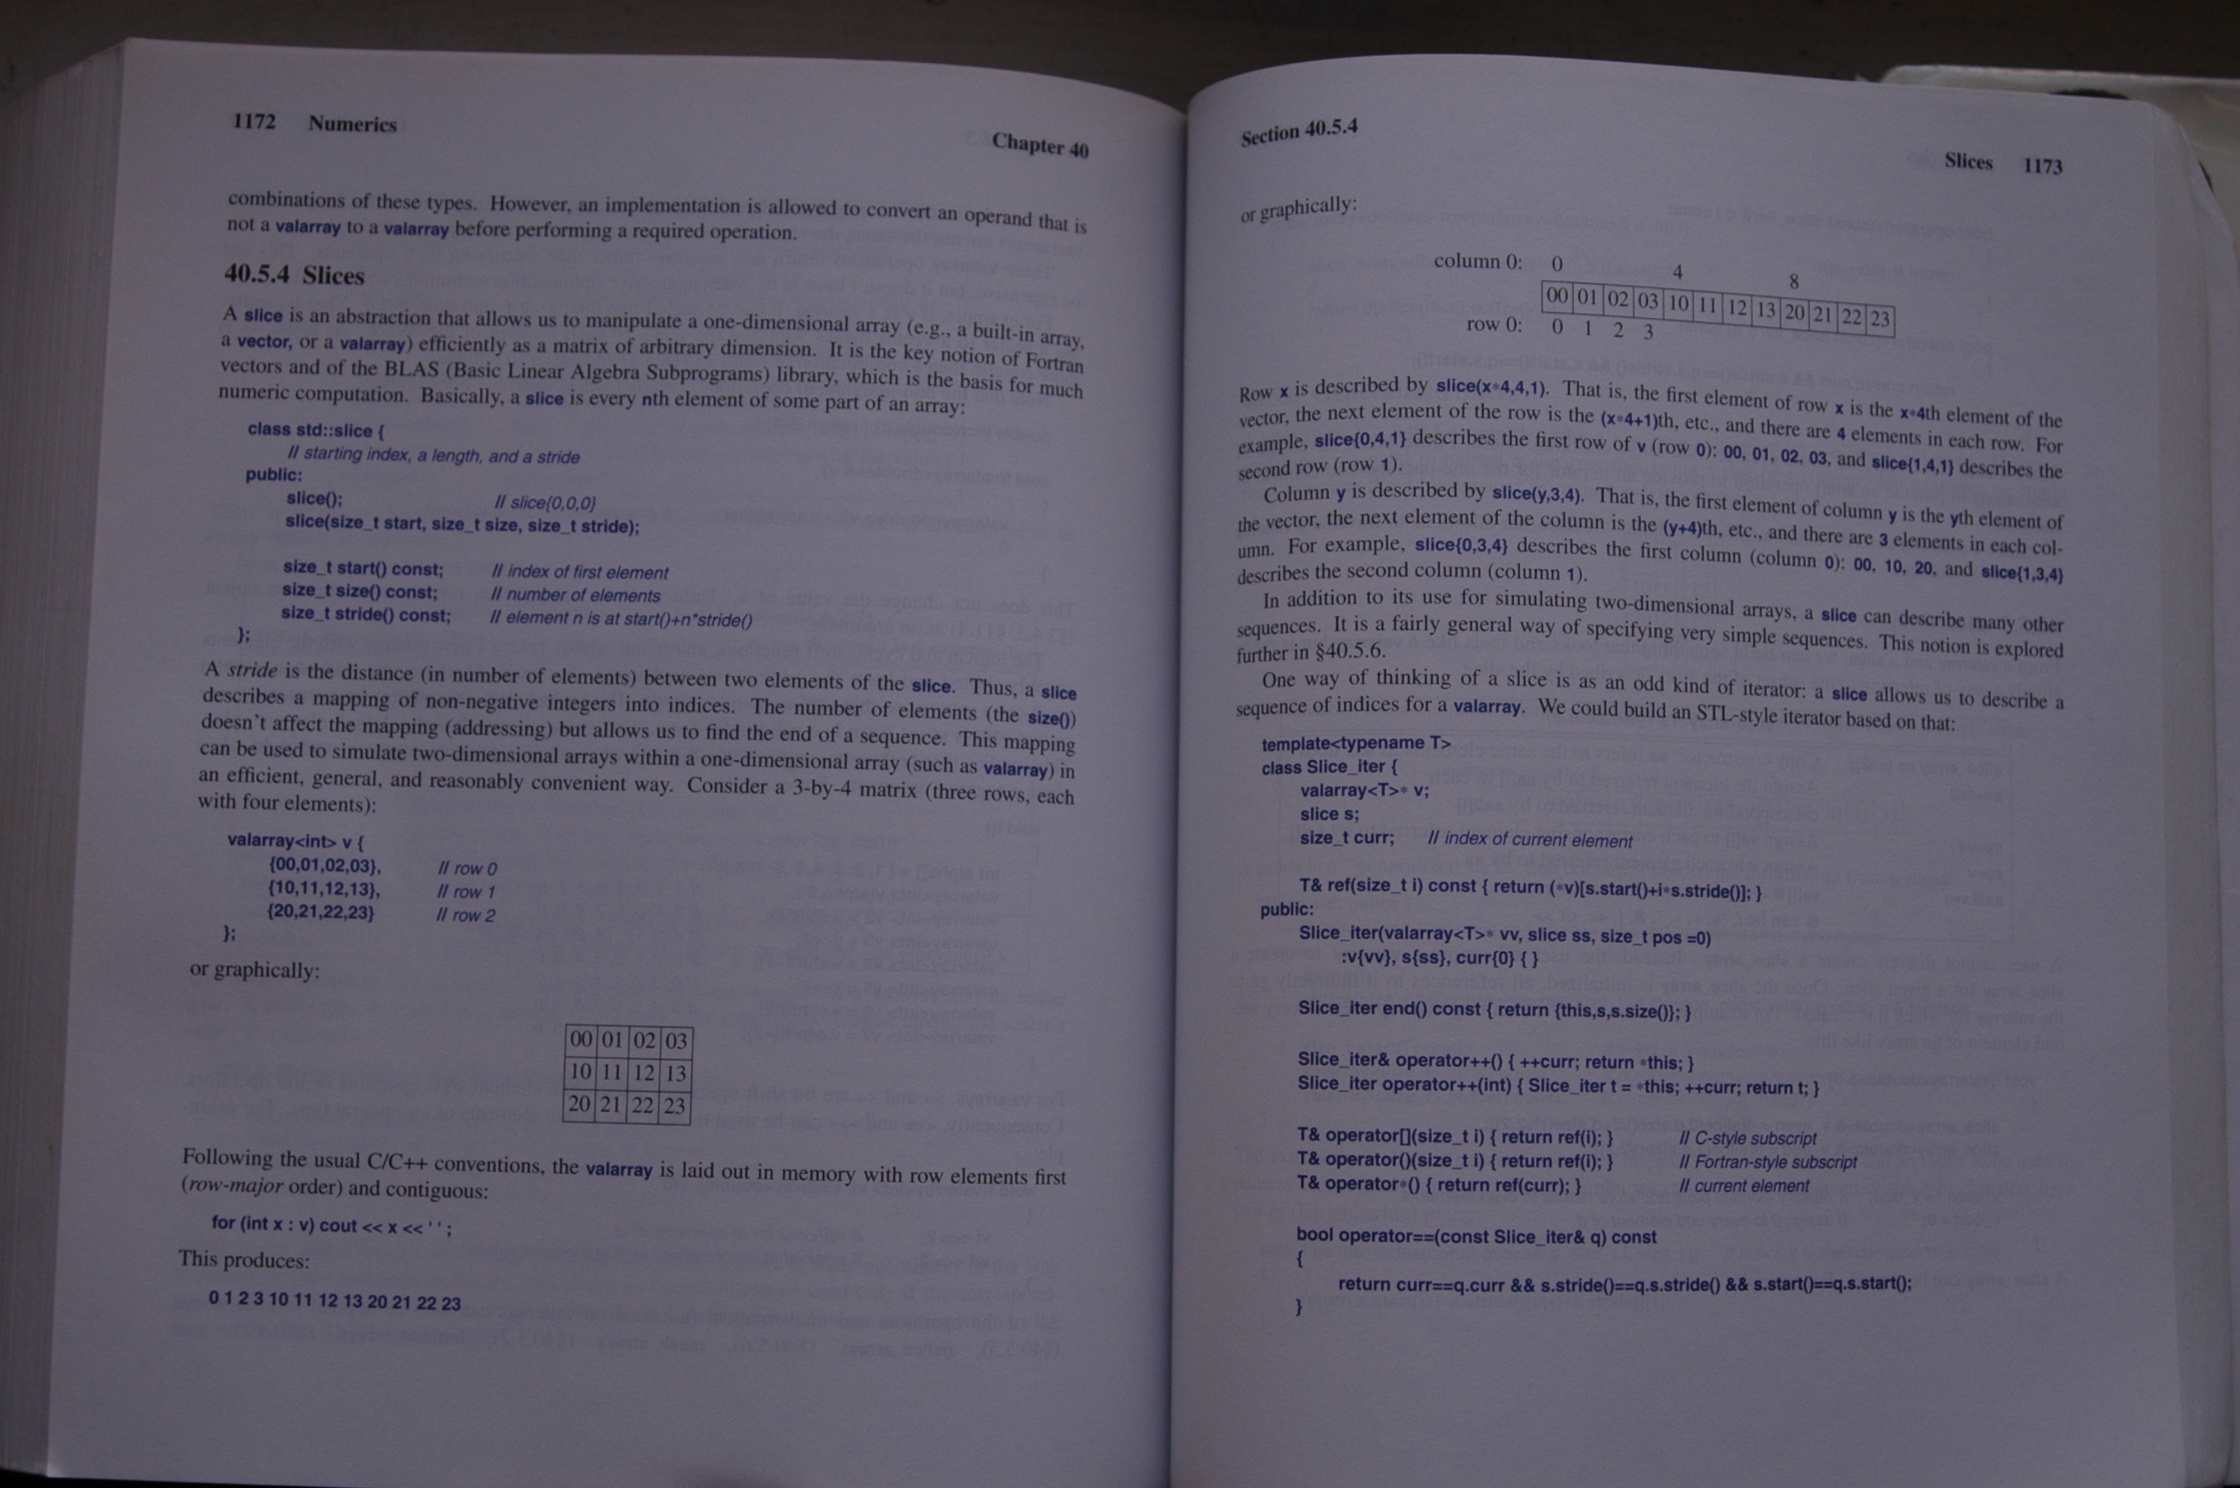 1172 Numerics Chapter 40
combinations of these types. However, an implementation is allowed to convert an operand that is
not a valarray to a valarray before performing a required operation.
40.5.4 Slices
A slice is an abstraction that allows us to manipulate a one-dimensional array (e.g., a built-in array,
a vector, or a valarray) efficiently as a matrix of arbitrary dimension. It is the key notion of Fortran
vectors and of the BLAS (Basic Linear Algebra Subprograms) library, which is the basis for much
numeric computation. Basically, a slice is every nth element of some part of an array:
class std::slice {
// starting index, a length, and a stride
public:
slice(); // slice{0,0,0}
slice(size_t start, size_t size, size_t stride);
size_t start() const; // index of first element
size_t size() const; // number of elements
size_t stride() const; // element n is at start()+n*stride()
};
A stride is the distance (in number of elements) between two elements of the slice. Thus, a slice
describes a mapping of non-negative integers into indices. The number of elements (the size())
doesn't affect the mapping (addressing) but allows us to find the end of a sequence. This mapping
can be used to simulate two-dimensional arrays within a one-dimensional array (such as valarray) in
an efficient, general, and reasonably convenient way. Consider a 3-by-4 matrix (three rows, each
with four elements):
valarray<int> v {
{00,01,02,03}, // row 0
{10,11,12,13}, // row 1
{20,21,22,23} // row 2
};
or graphically:
00 01 02 03
10 11 12 13
20 21 22 23
Following the usual C/C++ conventions, the valarray is laid out in memory with row elements first
(row-major order) and contiguous:
for (int x : v) cout << x << ' ' ;
This produces:
0 1 2 3 10 11 12 13 20 21 22 23
Section 40.5.4 Slices 1173
or graphically:
column 0: 0 4 8
00 01 02 03 10 11 12 13 20 21 22 23
row 0: 0 1 2 3
Row x is described by slice(x*4,4,1). That is, the first element of row x is the x*4th element of the
vector, the next element of the row is the (x*4+1)th, etc., and there are 4 elements in each row. For
example, slice{0,4,1} describes the first row of v (row 0): 00, 01, 02, 03, and slice{1,4,1} describes the
second row (row 1).
Column y is described by slice(y,3,4). That is, the first element of column y is the yth element of
the vector, the next element of the column is the (y+4)th, etc., and there are 3 elements in each col-
umn. For example, slice{0,3,4} describes the first column (column 0): 00, 10, 20, and slice{1,3,4}
describes the second column (column 1).
In addition to its use for simulating two-dimensional arrays, a slice can describe many other
sequences. It is a fairly general way of specifying very simple sequences. This notion is explored
further in §40.5.6.
One way of thinking of a slice is as an odd kind of iterator: a slice allows us to describe a
sequence of indices for a valarray. We could build an STL-style iterator based on that:
template<typename T>
class Slice_iter {
valarray<T>* v;
slice s;
size_t curr; // index of current element
T& ref(size_t i) const { return (*v)[s.start()+i*s.stride()]; }
public:
Slice_iter(valarray<T>* vv, slice ss, size_t pos =0)
:v{vv}, s{ss}, curr{0} { }
Slice_iter end() const { return {this,s,s.size()}; }
Slice_iter& operator++() { ++curr; return *this; }
Slice_iter operator++(int) { Slice_iter t = *this; ++curr; return t; }
T& operator[](size_t i) { return ref(i); } // C-style subscript
T& operator()(size_t i) { return ref(i); } // Fortran-style subscript
T& operator*() { return ref(curr); } // current element
bool operator==(const Slice_iter& q) const
{
return curr==q.curr && s.stride()==q.s.stride() && s.start()==q.s.start();
}